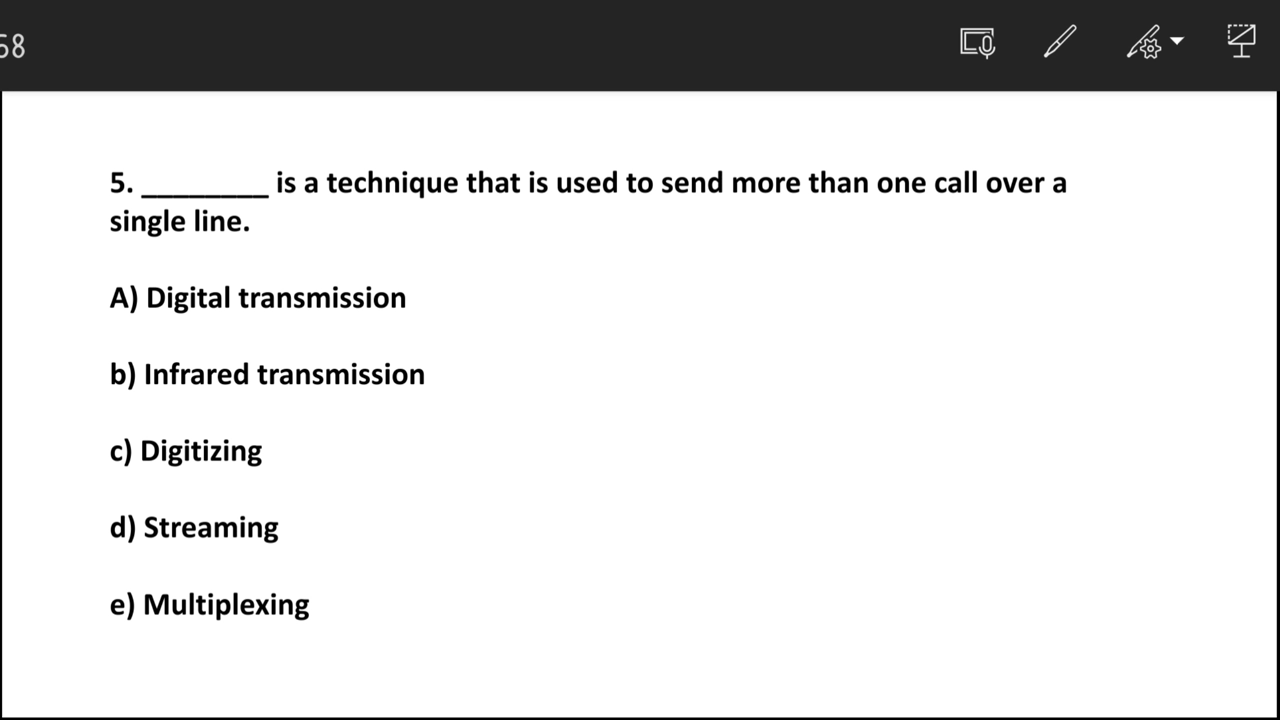 58
5. ________ is a technique that is used to send more than one call over a
single line.
A) Digital transmission
b) Infrared transmission
c) Digitizing
d) Streaming
e) Multiplexing